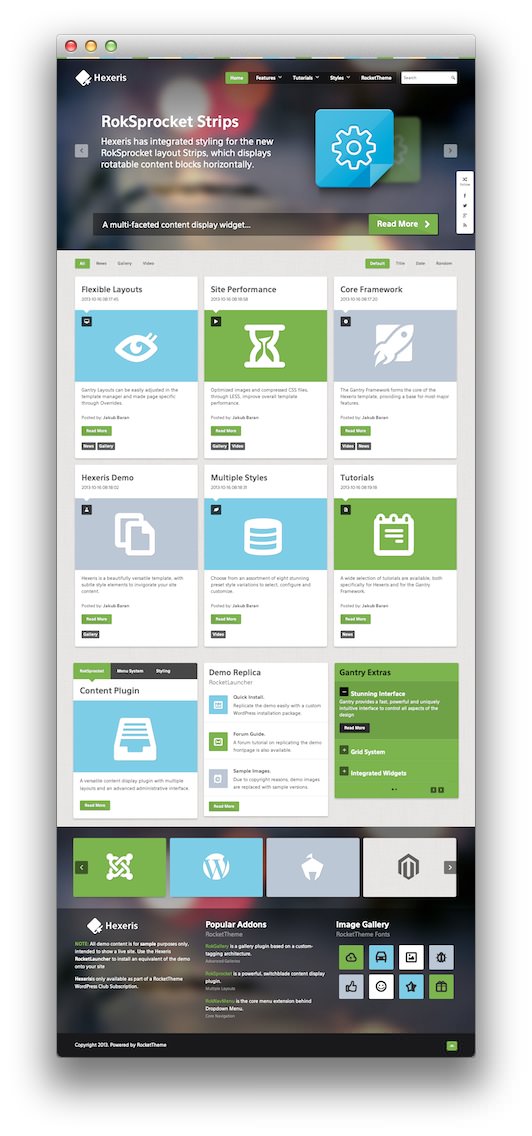 Hexeris
Home Features Tutorials Styles RocketTheme Search
RokSprocket Strips
Hexeris has integrated styling for the new
RokSprocket layout Strips, which displays
rotatable content blocks horizontally.
Follow
A multi-faceted content display widget...
Read More
All News Gallery Video
Default Title Date Random
Flexible Layouts
2013-10-16 08:17:45
Gantry Layouts can be easily adjusted in the
template manager and made page specific
through Overrides.
Posted by: Jakub Baran
Read More
News Gallery
Site Performance
2013-10-16 08:18:58
Optimized images and compressed CSS files,
through LESS, improve overall template
performance.
Posted by: Jakub Baran
Read More
Gallery Video
Core Framework
2013-10-16 08:17:20
The Gantry Framework forms the core of the
Hexeris template, providing a base for most major
features.
Posted by: Jakub Baran
Read More
Video News
Hexeris Demo
2013-10-16 08:18:02
Hexeris is a beautifully versatile template, with
subtle style elements to invigorate your site
content.
Posted by: Jakub Baran
Read More
Gallery
Multiple Styles
2013-10-16 08:18:31
Choose from an assortment of eight stunning
preset style variations to select, configure and
customize.
Posted by: Jakub Baran
Read More
Video
Tutorials
2013-10-16 08:19:18
A wide selection of tutorials are available, both
specifically for Hexeris and for the Gantry
Framework.
Posted by: Jakub Baran
Read More
News
RokSprocket Menu System Styling
Content Plugin
A versatile content display plugin with multiple
layouts and an advanced administrative interface
Read More
Demo Replica
RocketLauncher
Quick Install.
Replicate the demo easily with a custom
WordPress installation package.
Forum Guide.
A forum tutorial on replicating the demo
frontpage is also available.
Sample Images.
Due to copyright reasons, demo images
are replaced with sample versions
Read More
Gantry Extras
Stunning Interface
Gantry provides a fast, powerful and uniquely
intuitive interface to control all aspects of the
design
Read More
Grid System
Integrated Widgets
Hexeris
NOTE: All demo content is for sample purposes only,
intended to show a live site. Use the Hexeris
RocketLauncher to install an equivalent of the demo
onto your site
Hexeris only available as part of a RocketTheme
WordPress Club Subscription.
Popular Addons
RocketTheme
RokGallery is a gallery plugin based on a custom-
tagging architecture.
Advanced Galleries
RokSprocket is a powerful, switchblade content display
plugin.
Multiple Layouts
RokNavMenu is the core menu extension behind
Dropdown Menu.
Core Navigation
Image Gallery
RocketTheme Fonts
Copyright 2013. Powered by RocketTheme